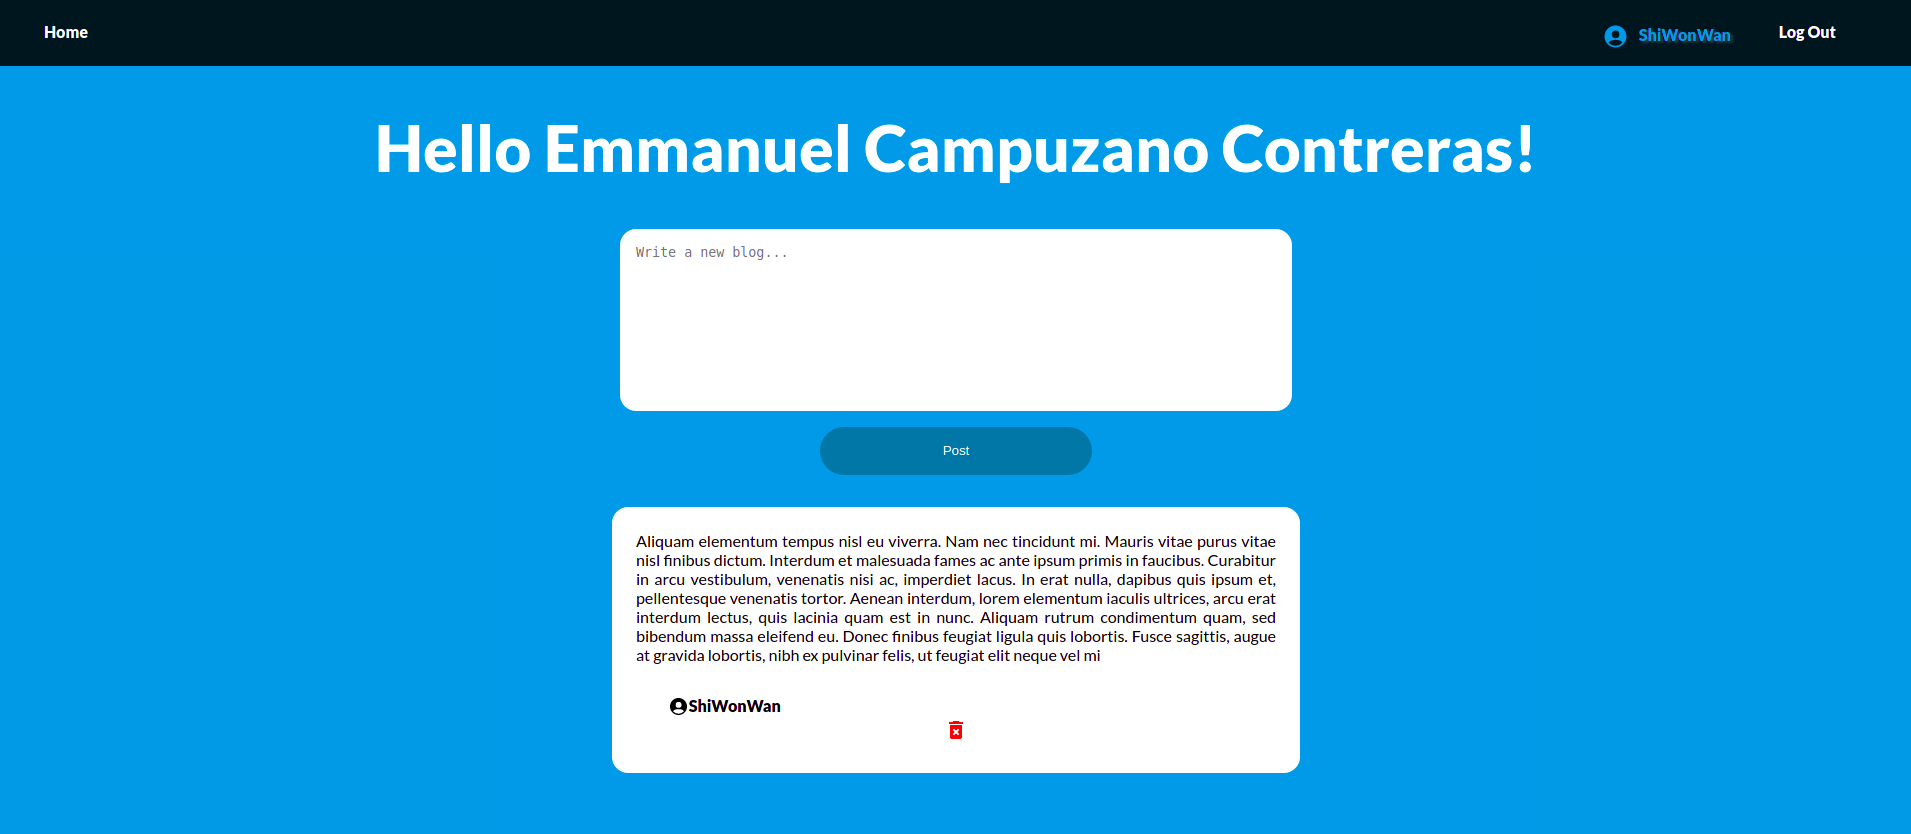 Home
ShiWonWan
Log Out
Hello Emmanuel Campuzano Contreras!
Write a new blog...
Post
Aliquam elementum tempus nisl eu viverra. Nam nec tincidunt mi. Mauris vitae purus vitae
nisl finibus dictum. Interdum et malesuada fames ac ante ipsum primis in faucibus. Curabitur
in arcu vestibulum, venenatis nisi ac, imperdiet lacus. In erat nulla, dapibus quis ipsum et,
pellentesque venenatis tortor. Aenean interdum, lorem elementum iaculis ultrices, arcu erat
interdum lectus, quis lacinia quam est in nunc. Aliquam rutrum condimentum quam, sed
bibendum massa eleifend eu. Donec finibus feugiat ligula quis lobortis. Fusce sagittis, augue
at gravida lobortis, nibh ex pulvinar felis, ut feugiat elit neque vel mi
ShiWonWan